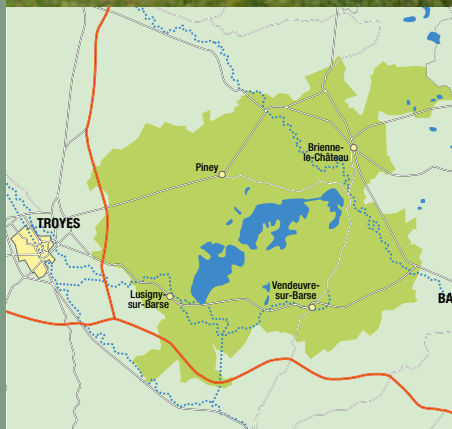 Brienne-
le-Château
Piney
TROYES
Lusigny-
sur-Barse
Vendeuvre-
sur-Barse
BA